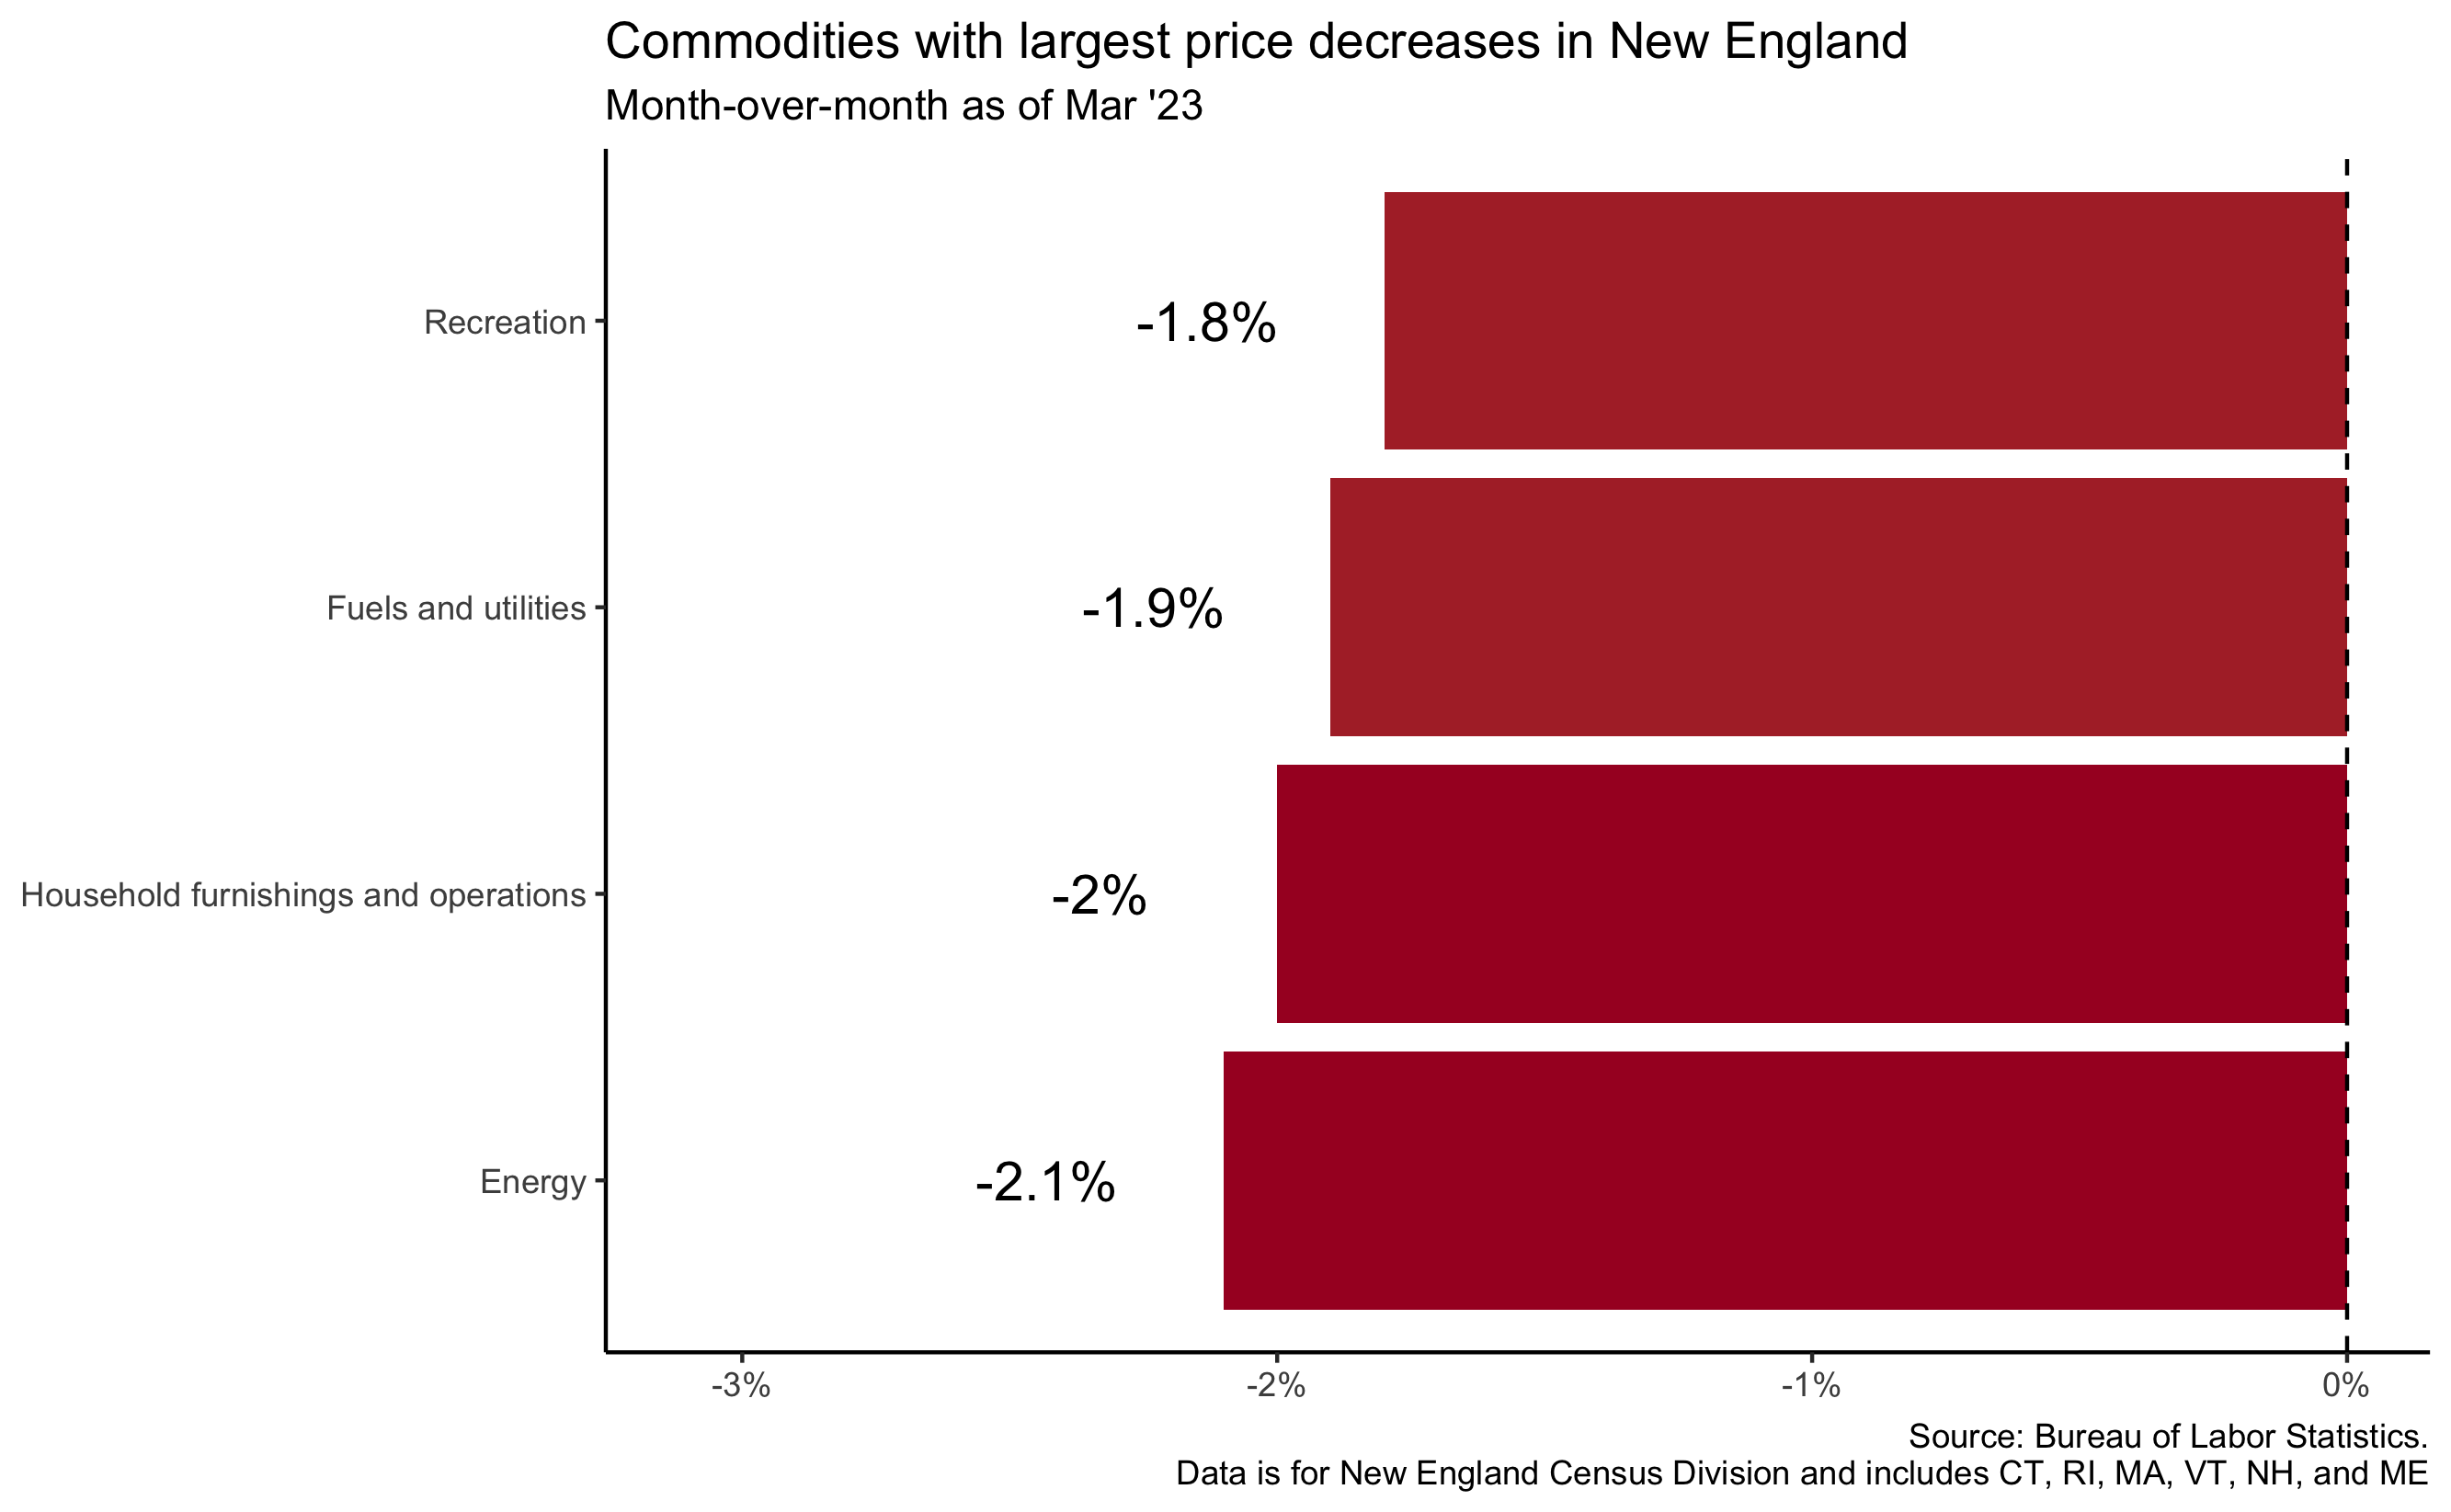 Commodities with largest price decreases in New England
Month-over-month as of Mar '23
Recreation
-1.8%
Fuels and utilities
-1.9%
Household furnishings and operations
-2%
Energy
-2.1%
-3%
-2%
-1%
0%
Source: Bureau of Labor Statistics.
Data is for New England Census Division and includes CT, RI, MA, VT, NH, and ME